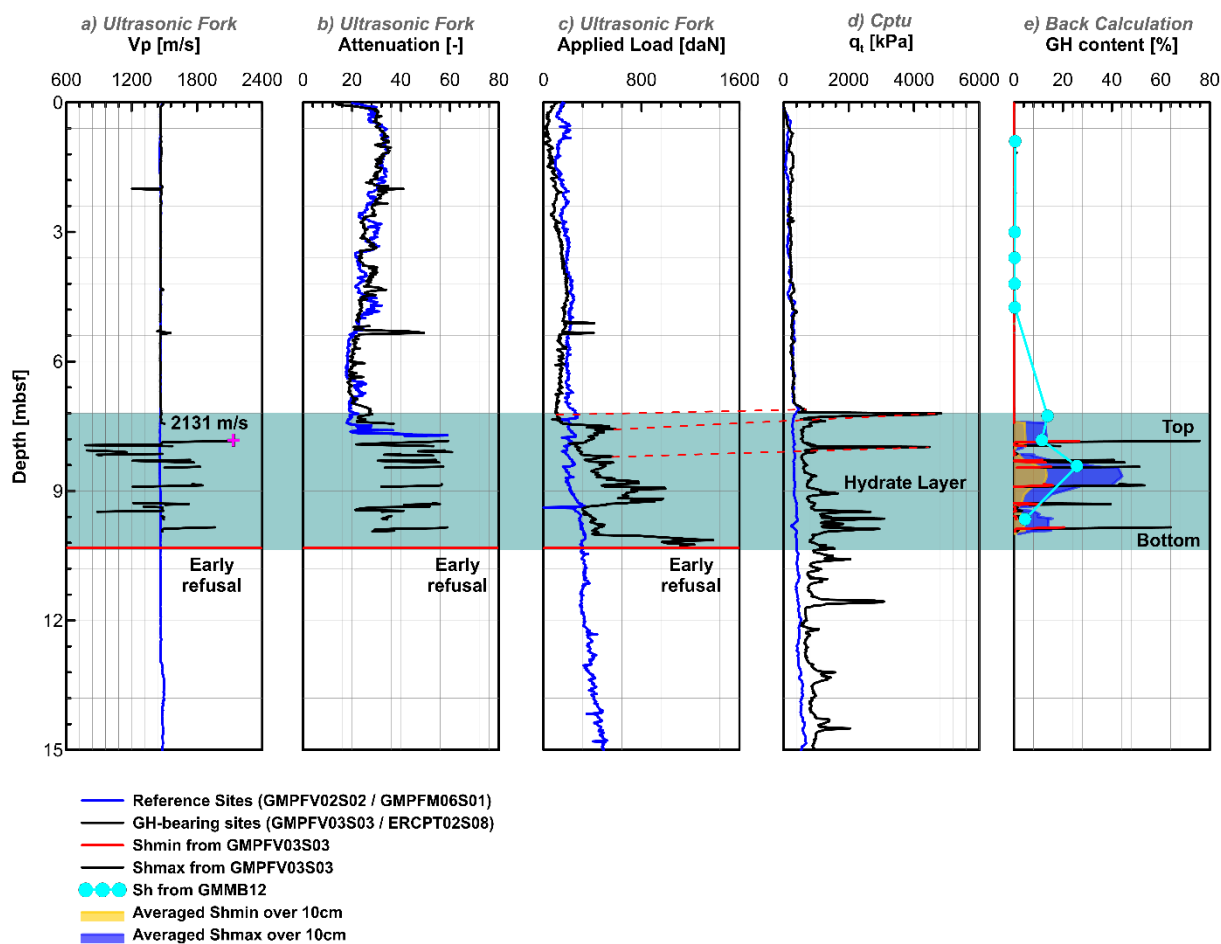 a) Ultrasonic Fork
Vp [m/s]
600 1200 1800 2400
b) Ultrasonic Fork
Attenuation [-]
0 20 40 60 80
c) Ultrasonic Fork
Applied Load [daN]
0 1600
d) Cptu
qt [kPa]
0 2000 4000 6000
e) Back Calculation
GH content [%]
0 20 40 60 80
Depth [mbsf]
0
3
6
9
12
15
2131 m/s
Top
Hydrate Layer
Bottom
Early
refusal
Early
refusal
Reference Sites (GMPFV02S02 / GMPFM06S01)
GH-bearing sites (GMPFV03S03 / ERCPT02S08)
Shmin from GMPFV03S03
Shmax from GMPFV03S03
Sh from GMMB12
Averaged Shmin over 10cm
Averaged Shmax over 10cm